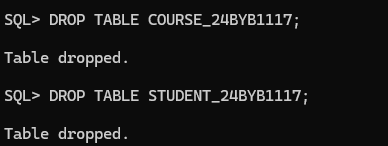 SQL> DROP TABLE COURSE_24BYB1117;
Table dropped.
SQL> DROP TABLE STUDENT_24BYB1117;
Table dropped.